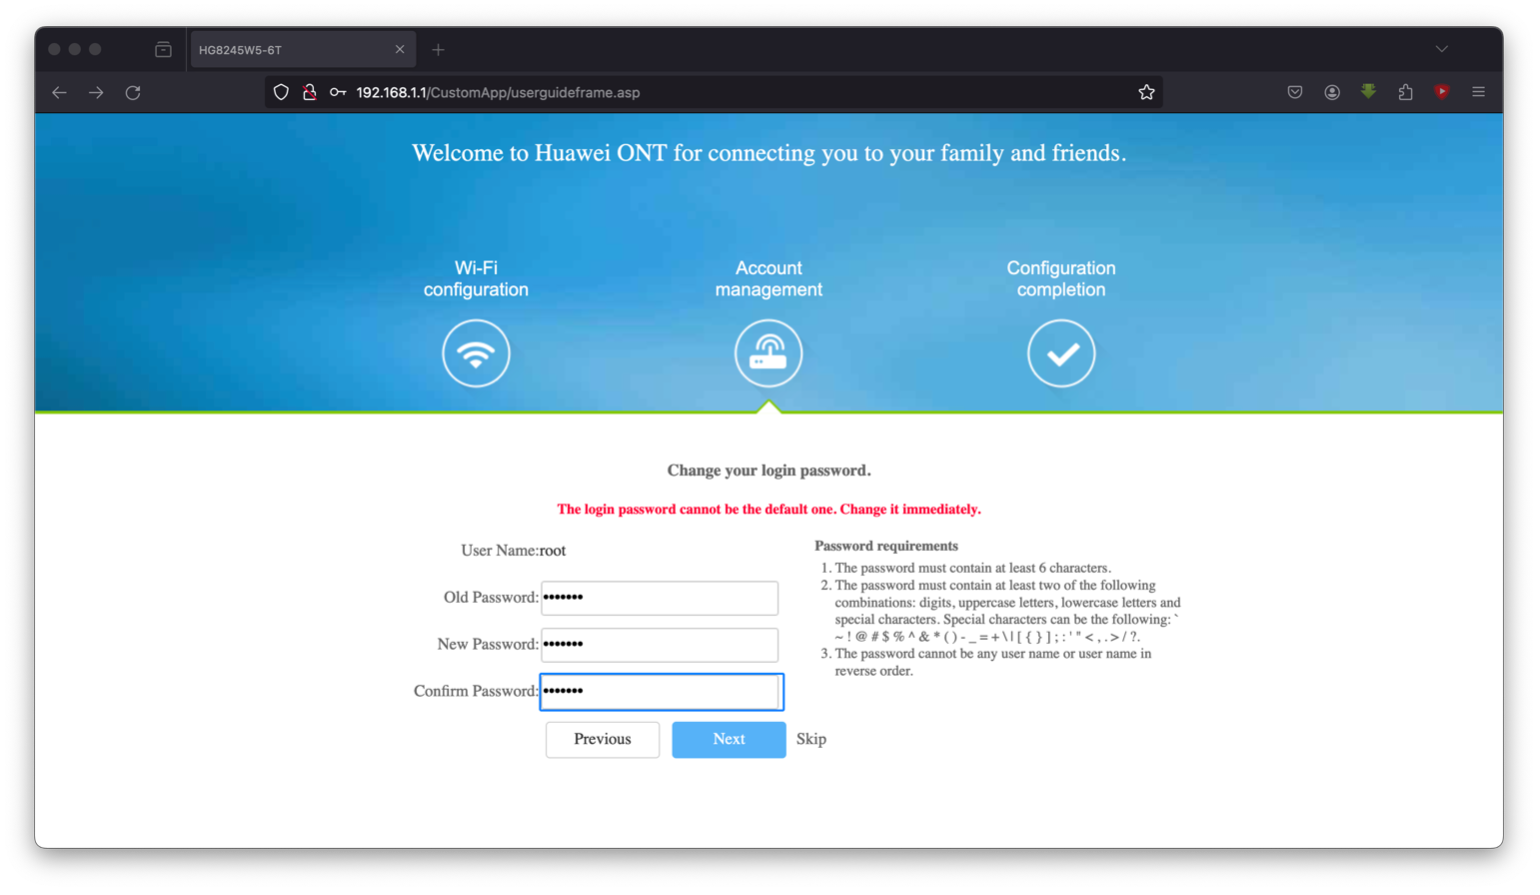 HG8245W5-6T
192.168.1.1/CustomApp/userguideframe.asp
Welcome to Huawei ONT for connecting you to your family and friends.
Wi-Fi
configuration
Account
management
Configuration
completion
Change your login password.
The login password cannot be the default one. Change it immediately.
User Name:root
Old Password:•••••••
New Password:•••••••
Confirm Password:•••••••
Previous
Next
Skip
Password requirements
1. The password must contain at least 6 characters.
2. The password must contain at least two of the following
combinations: digits, uppercase letters, lowercase letters and
special characters. Special characters can be the following: `
~ ! @ # $ % ^ & * ( ) - _ = + \ | [ { } ] ; : ' " < , . > / ?.
3. The password cannot be any user name or user name in
reverse order.